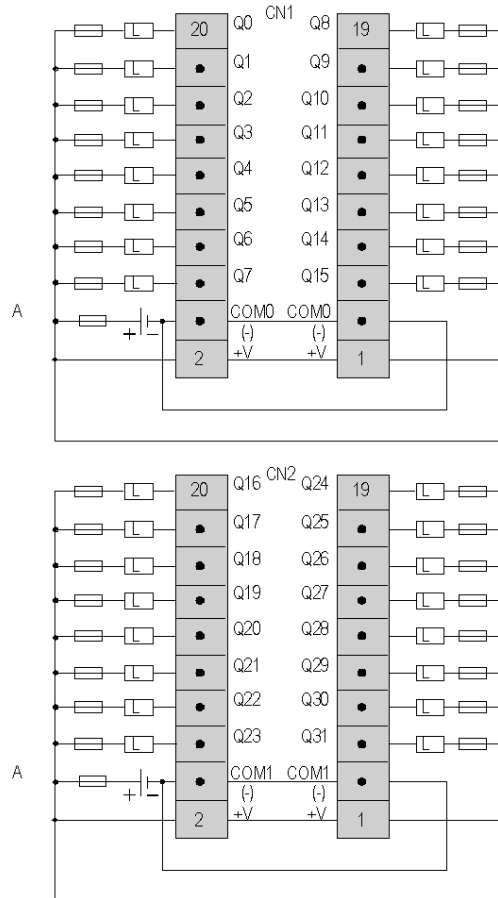 20 Q0 CN1 Q8 19
L L
Q1 Q9
L L
Q2 Q10
L L
Q3 Q11
L L
Q4 Q12
L L
Q5 Q13
L L
Q6 Q14
L L
Q7 Q15
L L
A COM0 COM0
+ - (-) (-)
2 +V +V 1
20 Q16 CN2 Q24 19
L L
Q17 Q25
L L
Q18 Q26
L L
Q19 Q27
L L
Q20 Q28
L L
Q21 Q29
L L
Q22 Q30
L L
Q23 Q31
L L
A COM1 COM1
+ - (-) (-)
2 +V +V 1